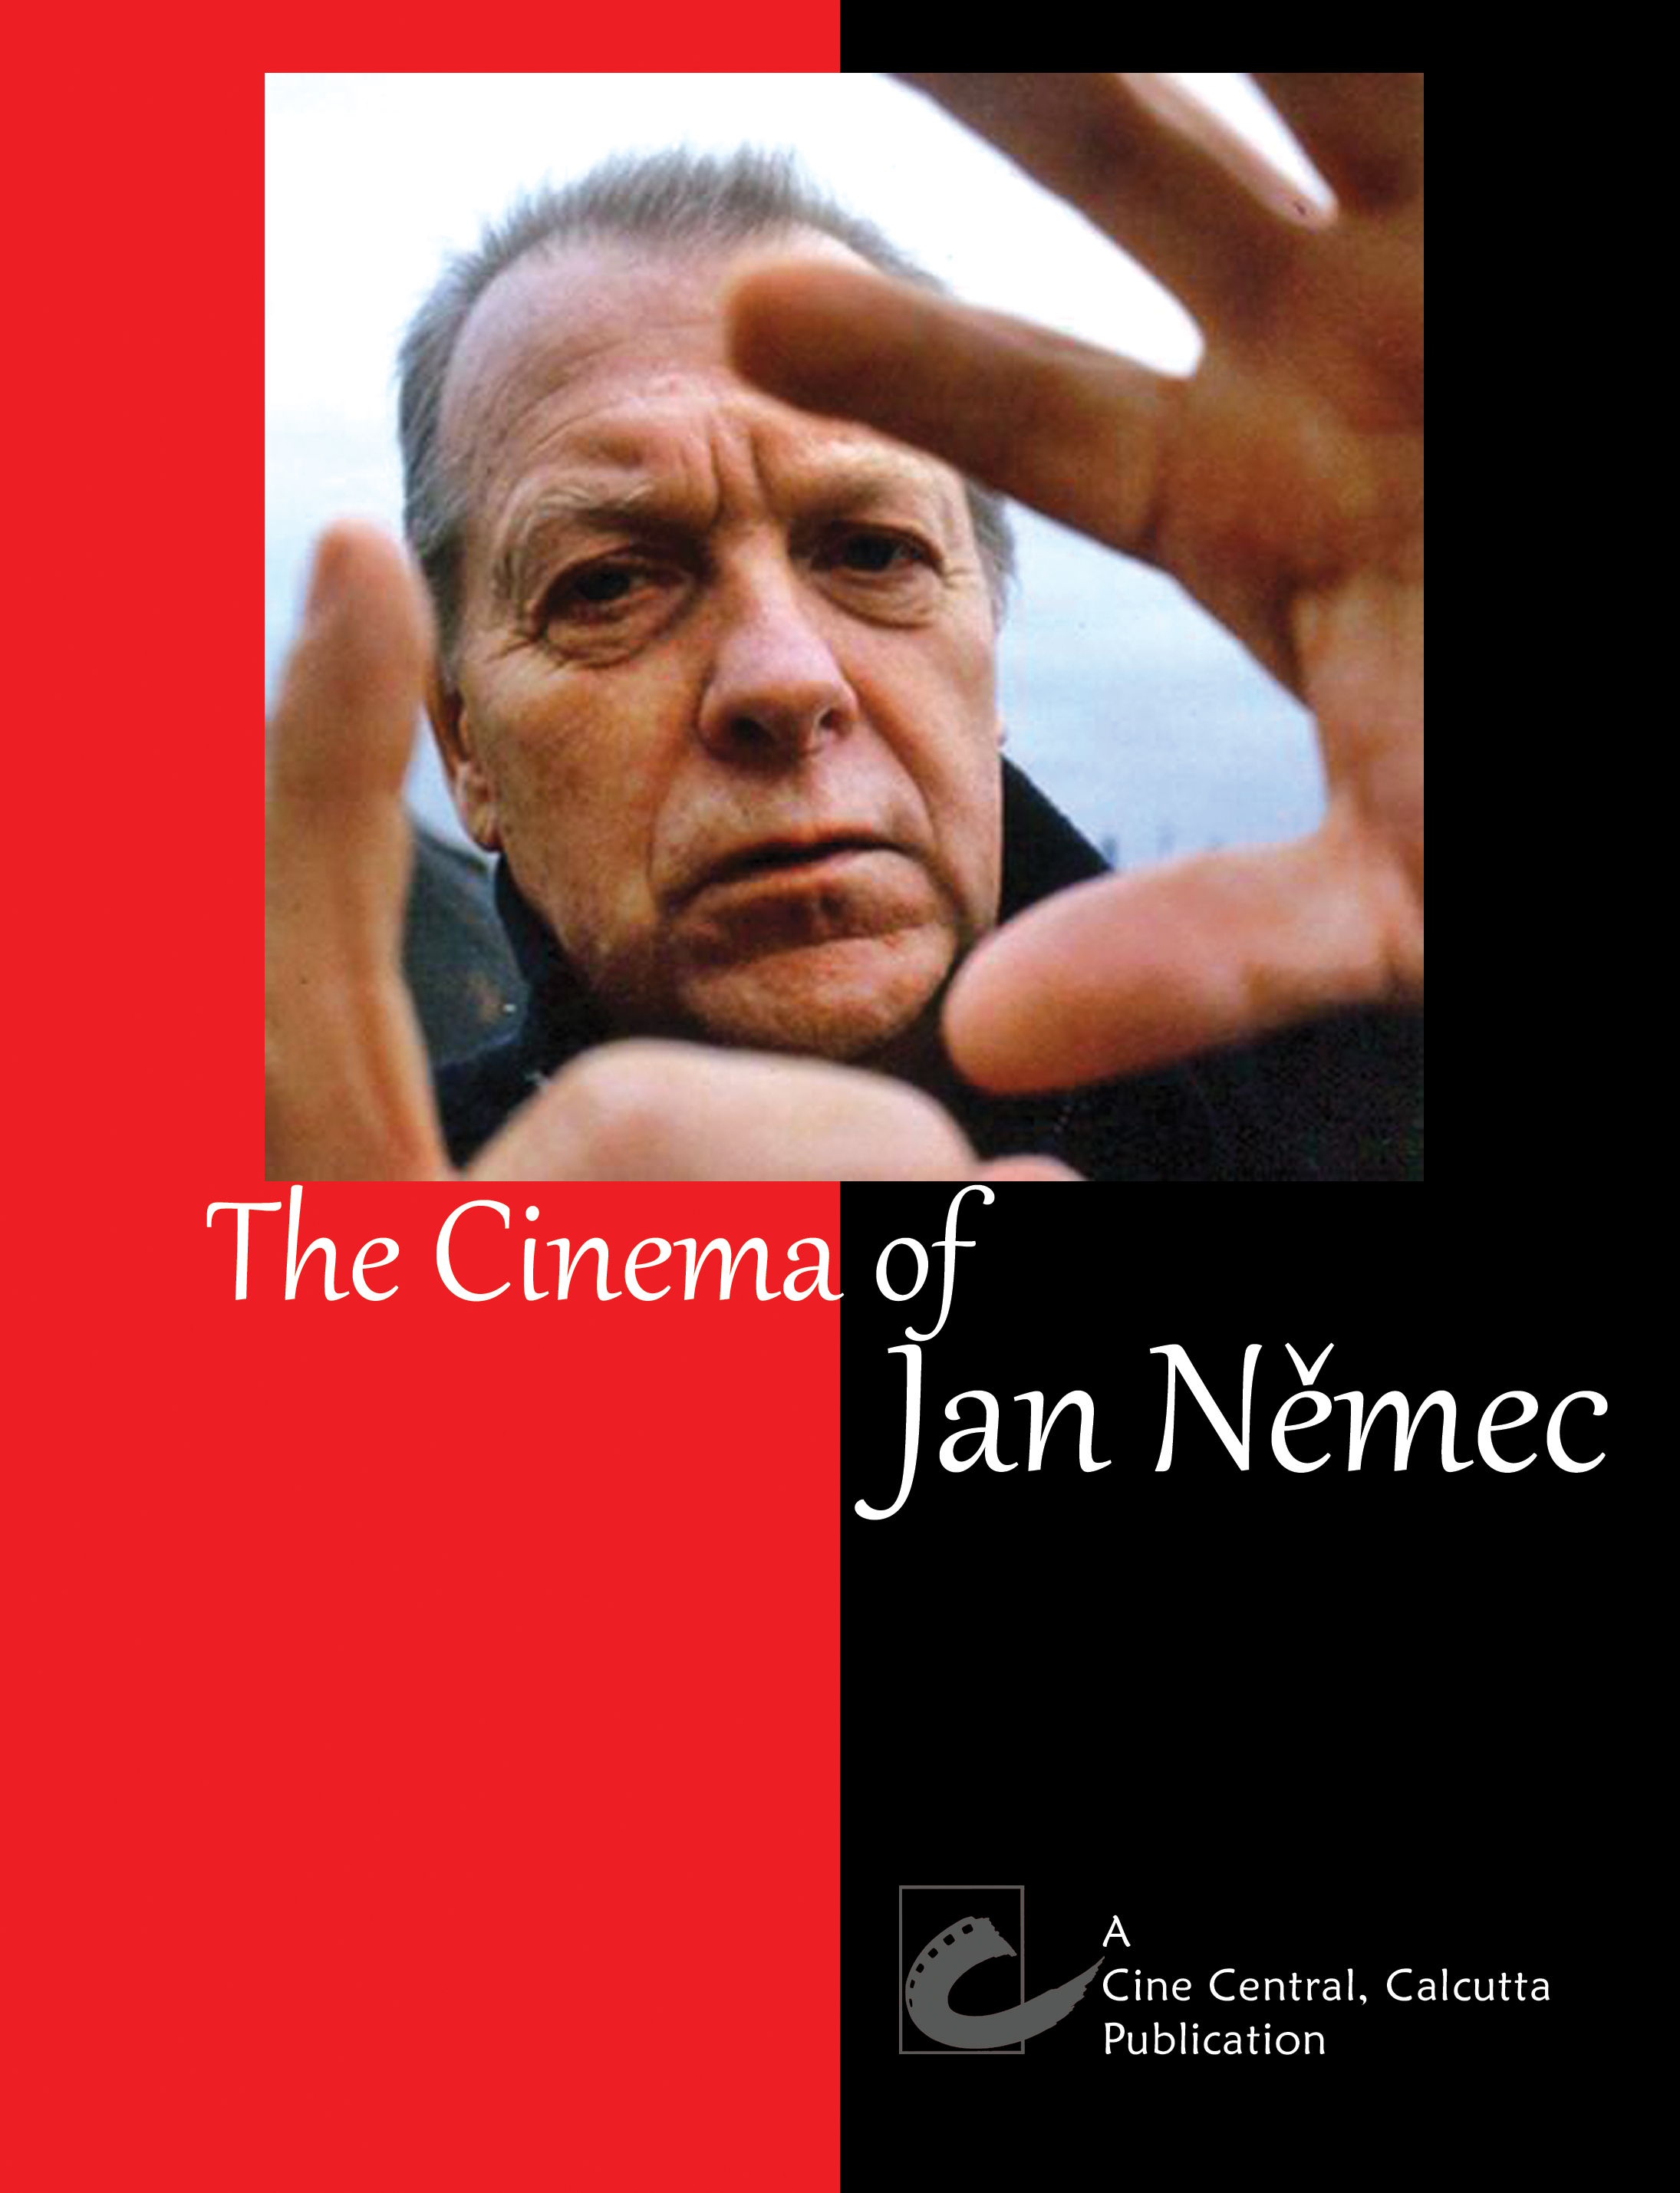 The Cinema of
Jan Němec
A
Cine Central, Calcutta
Publication